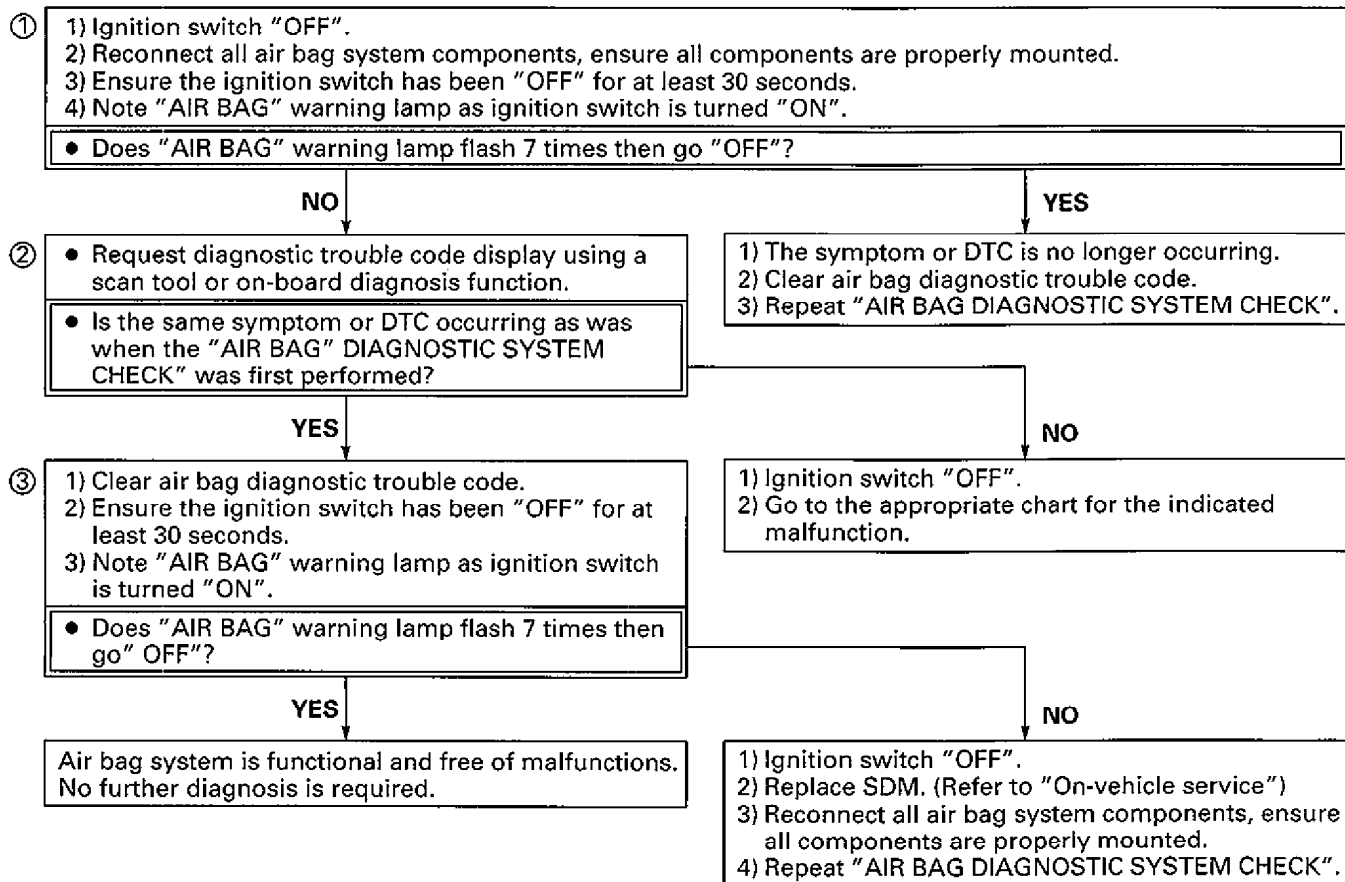 ① 1) Ignition switch "OFF".
2) Reconnect all air bag system components, ensure all components are properly mounted.
3) Ensure the ignition switch has been "OFF" for at least 30 seconds.
4) Note "AIR BAG" warning lamp as ignition switch is turned "ON".
● Does "AIR BAG" warning lamp flash 7 times then go "OFF"?
NO
YES
② ● Request diagnostic trouble code display using a
scan tool or on-board diagnosis function.
● Is the same symptom or DTC occurring as was
when the "AIR BAG" DIAGNOSTIC SYSTEM
CHECK" was first performed?
1) The symptom or DTC is no longer occurring.
2) Clear air bag diagnostic trouble code.
3) Repeat "AIR BAG DIAGNOSTIC SYSTEM CHECK".
YES
NO
③ 1) Clear air bag diagnostic trouble code.
2) Ensure the ignition switch has been "OFF" for at
least 30 seconds.
3) Note "AIR BAG" warning lamp as ignition switch
is turned "ON".
● Does "AIR BAG" warning lamp flash 7 times then
go" OFF"?
1) Ignition switch "OFF".
2) Go to the appropriate chart for the indicated
malfunction.
YES
NO
Air bag system is functional and free of malfunctions.
No further diagnosis is required.
1) Ignition switch "OFF".
2) Replace SDM. (Refer to "On-vehicle service")
3) Reconnect all air bag system components, ensure
all components are properly mounted.
4) Repeat "AIR BAG DIAGNOSTIC SYSTEM CHECK".